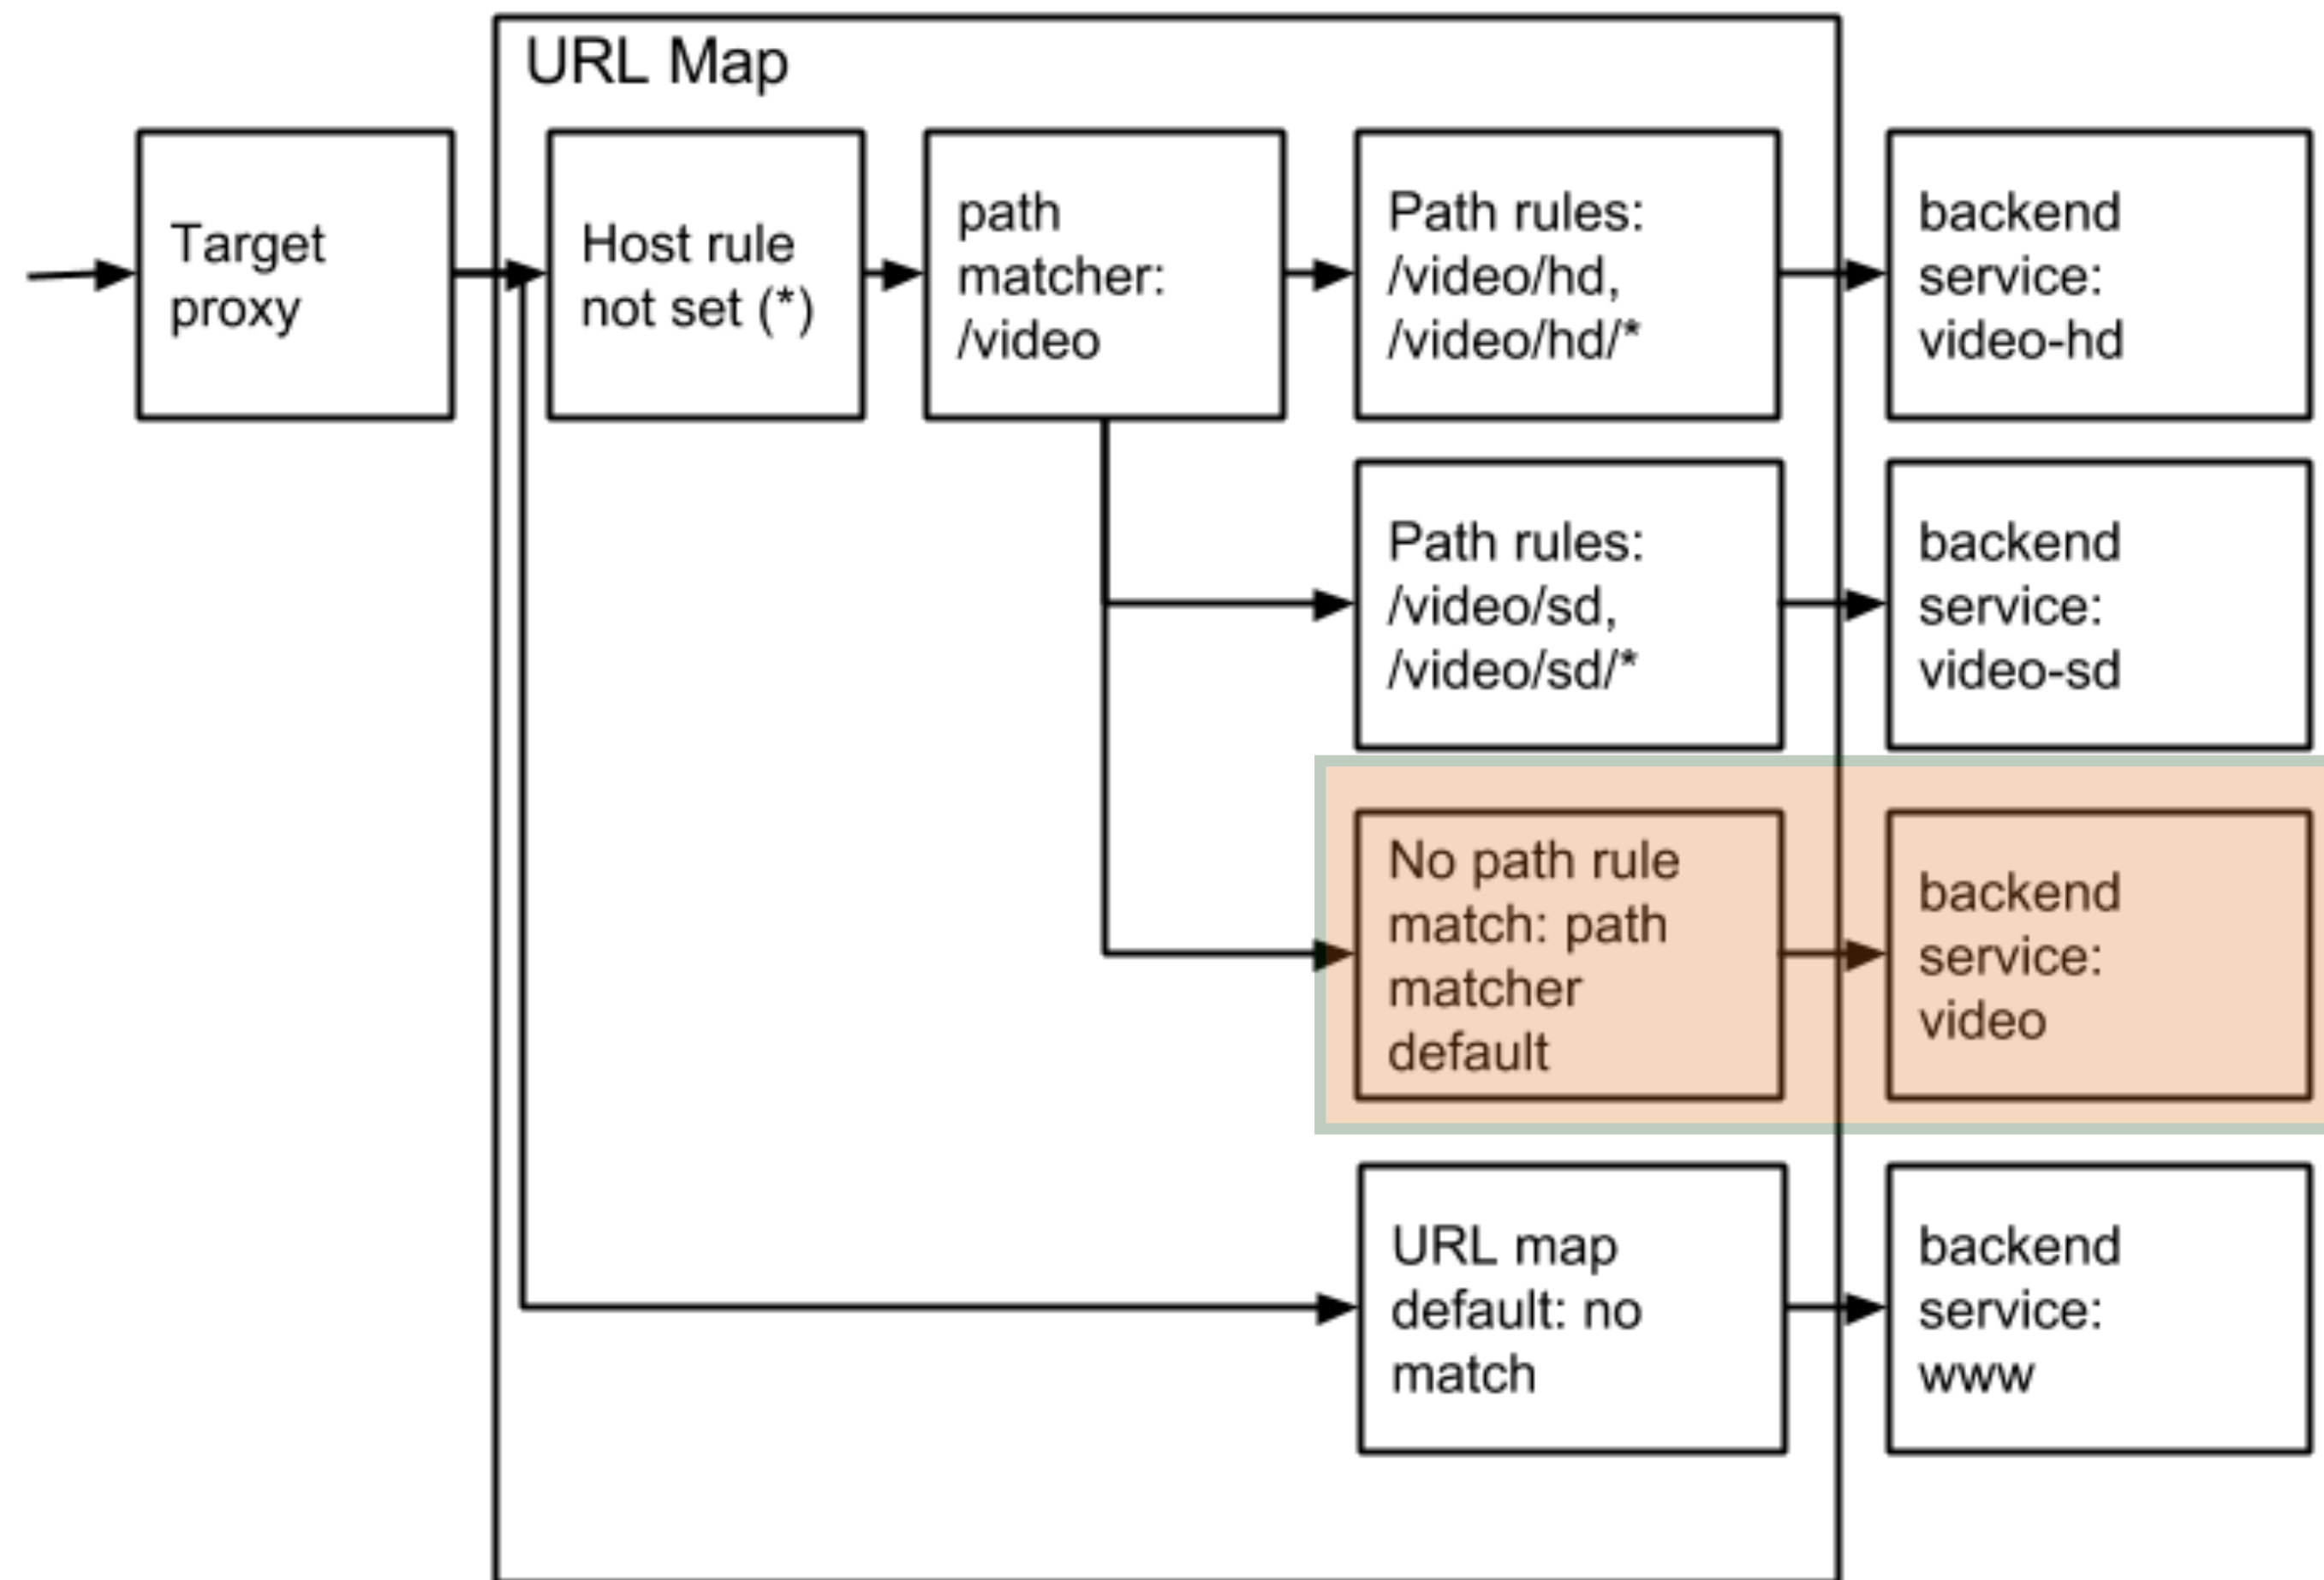 URL Map
Target
proxy
Host rule
not set (*)
path
matcher:
/video
Path rules:
/video/hd,
/video/hd/*
backend
service:
video-hd
Path rules:
/video/sd,
/video/sd/*
backend
service:
video-sd
No path rule
match: path
matcher
default
backend
service:
video
URL map
default: no
match
backend
service:
www